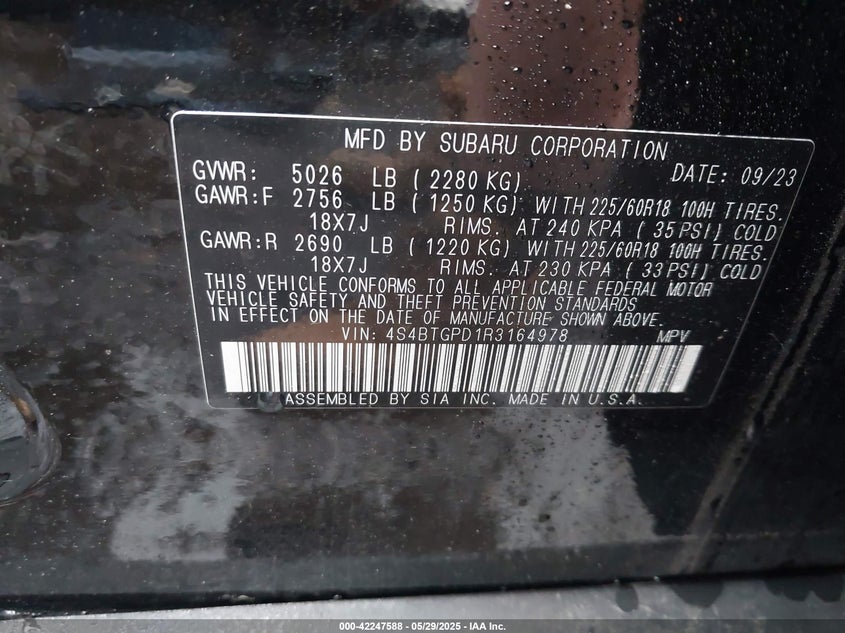 MFD BY SUBARU CORPORATION
GVWR: 5026 LB ( 2280 KG) DATE: 09/23
GAWR:F 2756 LB ( 1250 KG) WITH 225/60R18 100H TIRES.
18X7J RIMS. AT 240 KPA ( 35 PSI) COLD
GAWR:R 2690 LB ( 1220 KG) WITH 225/60R18 100H TIRES.
18X7J RIMS. AT 230 KPA ( 33 PSI) COLD
THIS VEHICLE CONFORMS TO ALL APPLICABLE FEDERAL MOTOR
VEHICLE SAFETY AND THEFT PREVENTION STANDARDS
IN EFFECT ON THE DATE OF MANUFACTURE SHOWN ABOVE.
VIN: 4S4BTGPD1R3164978 MPV
ASSEMBLED BY SIA INC. MADE IN U.S.A.
000-42247588 - 05/29/2025 - IAA Inc.